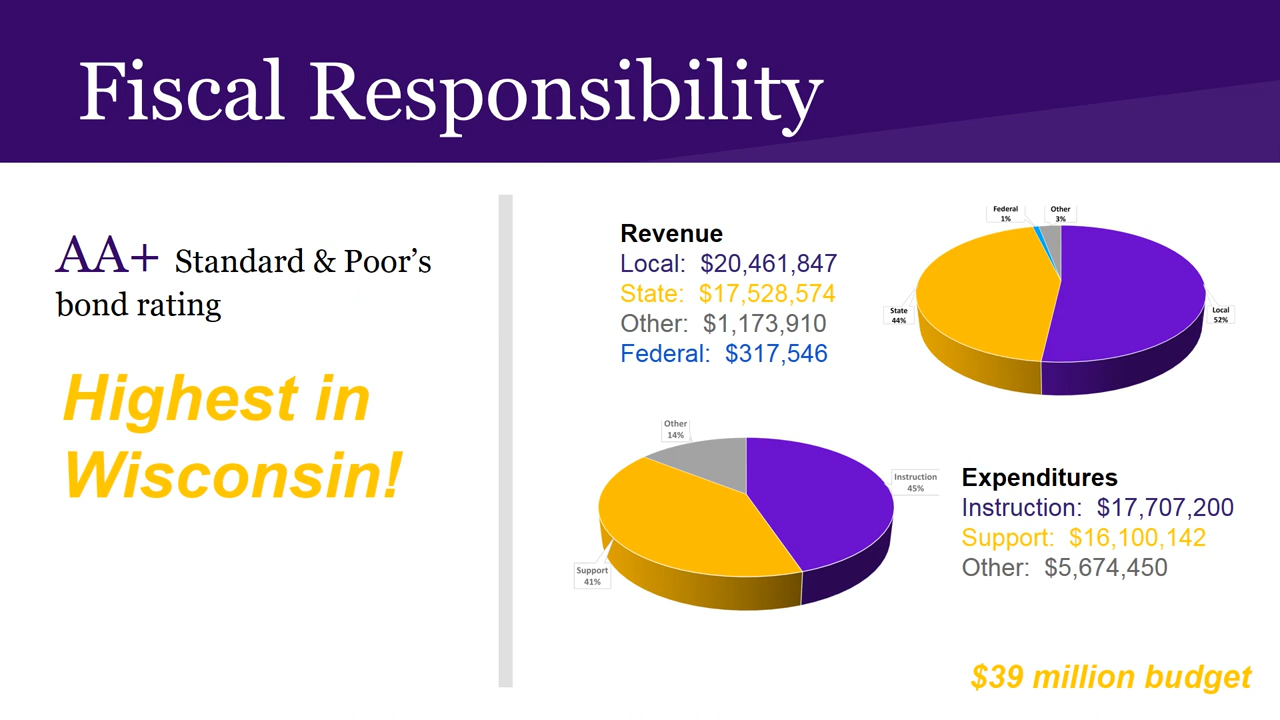 Fiscal Responsibility
AA+ Standard & Poor's
bond rating
Highest in
Wisconsin!
Revenue
Local: $20,461,847
State: $17,528,574
Other: $1,173,910
Federal: $317,546
Federal
1%
Other
3%
State
44%
Local
52%
Other
14%
Instruction
45%
Support
41%
Expenditures
Instruction: $17,707,200
Support: $16,100,142
Other: $5,674,450
$39 million budget